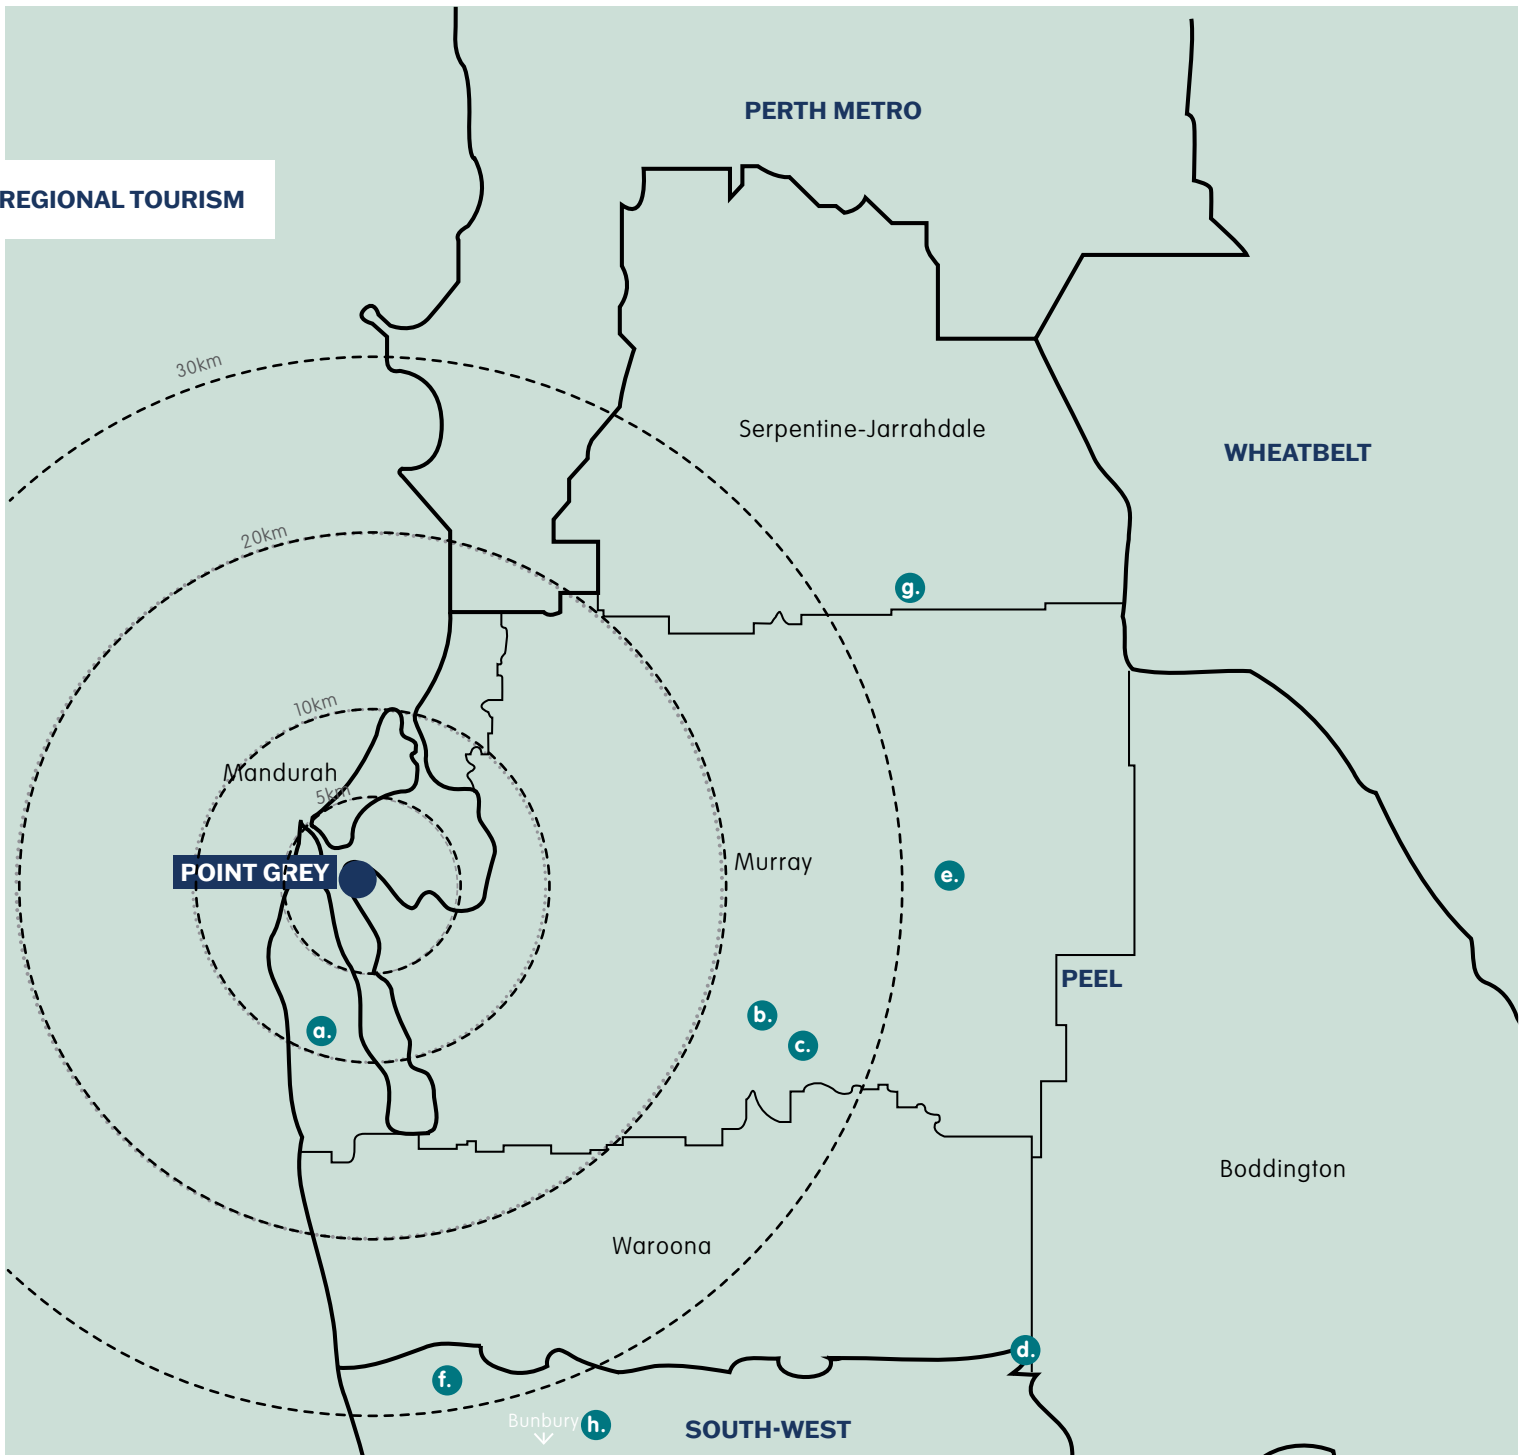 PERTH METRO
REGIONAL TOURISM
30km
Serpentine-Jarrahdale
WHEATBELT
20km
g.
10km
Mandurah
5km
POINT GREY
Murray
e.
PEEL
b.
a.
c.
Boddington
Waroona
d.
f.
Bunbury
h.
SOUTH-WEST